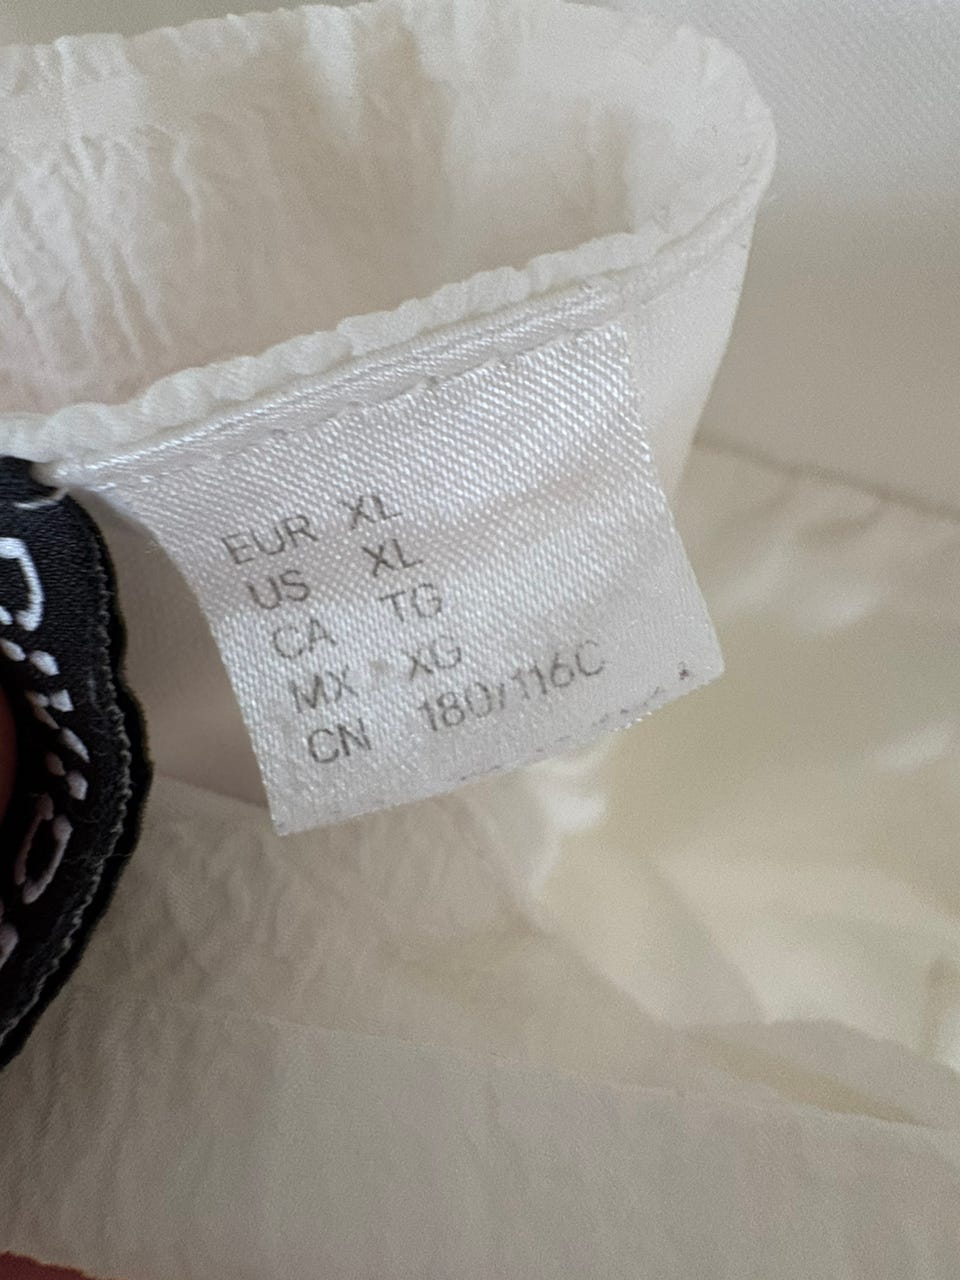 EUR XL
US XL
CA TG
MX XG
CN 180/116C